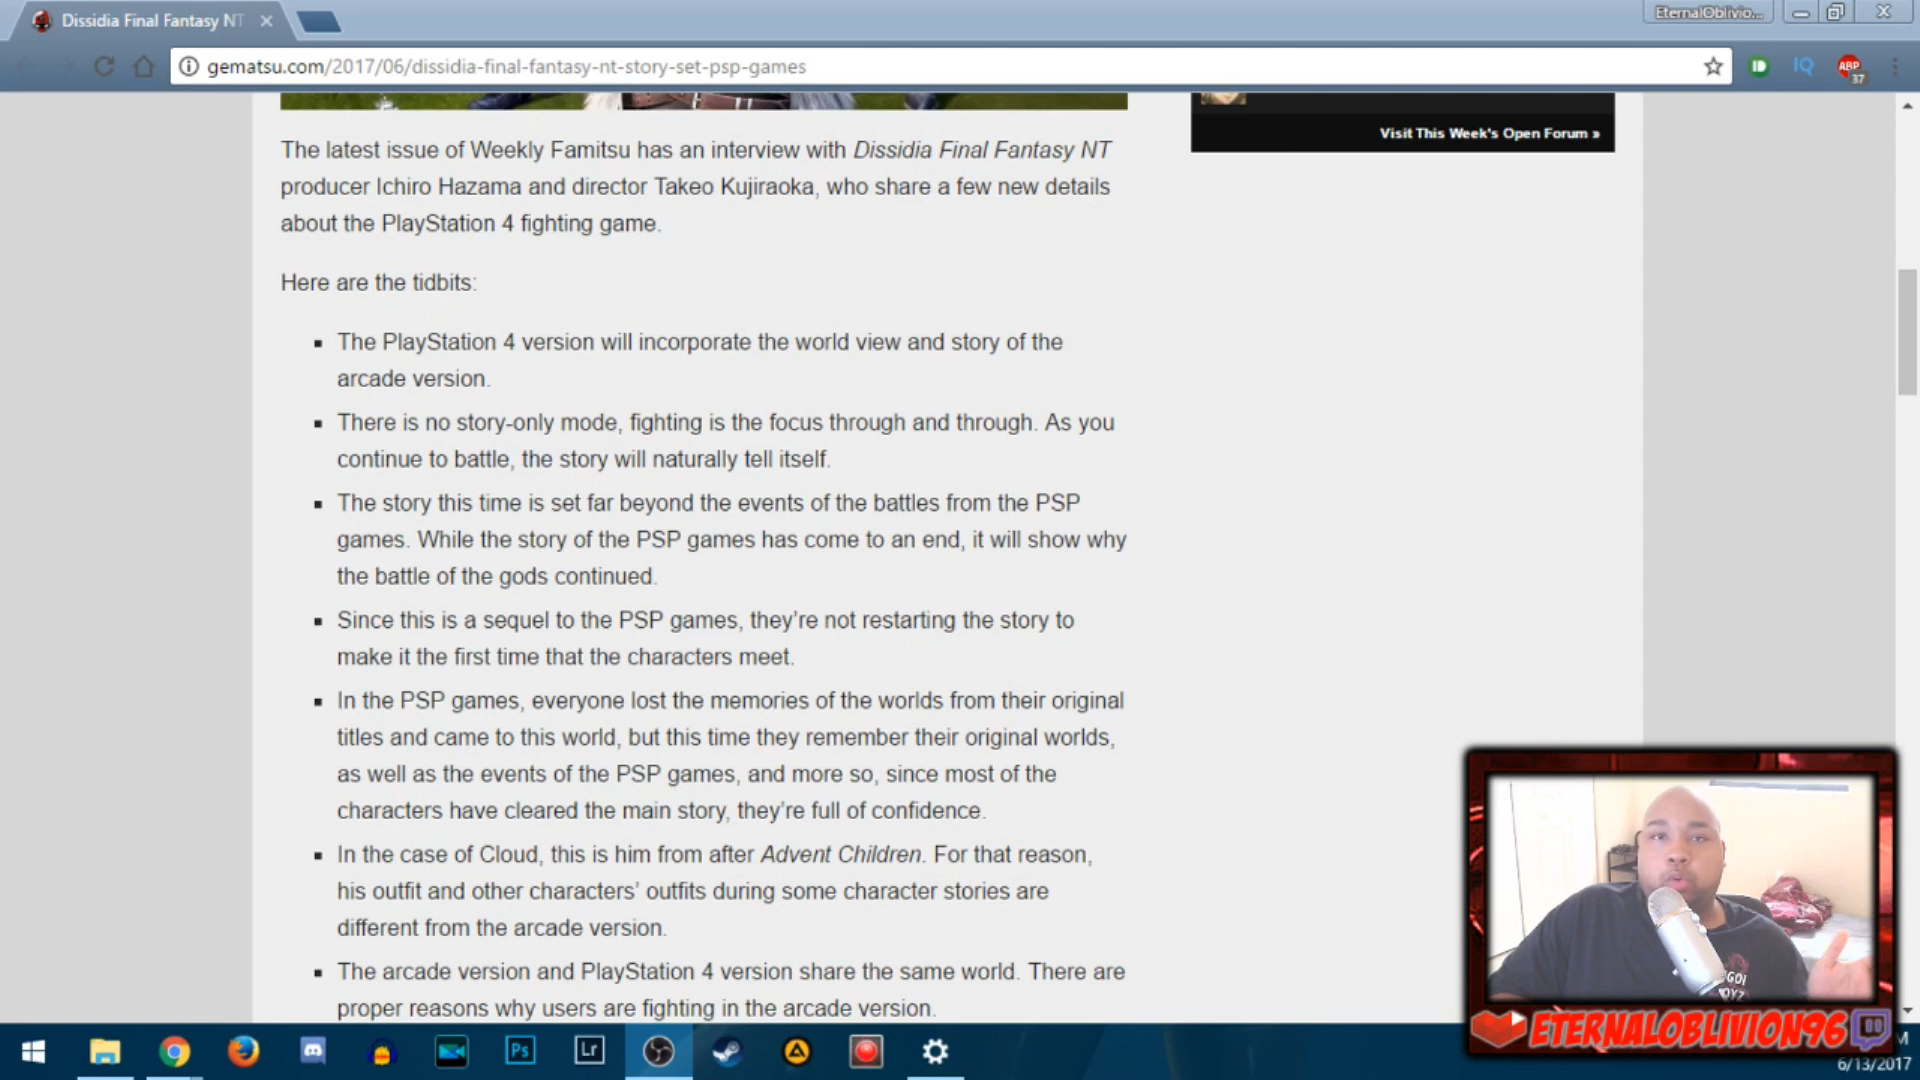 Dissidia Final Fantasy NT
EternalOblivio...
gematsu.com/2017/06/dissidia-final-fantasy-nt-story-set-psp-games
IQ
ABP
37
Visit This Week's Open Forum »
The latest issue of Weekly Famitsu has an interview with Dissidia Final Fantasy NT
producer Ichiro Hazama and director Takeo Kujiraoka, who share a few new details
about the PlayStation 4 fighting game.
Here are the tidbits:
The PlayStation 4 version will incorporate the world view and story of the
arcade version.
There is no story-only mode, fighting is the focus through and through. As you
continue to battle, the story will naturally tell itself.
The story this time is set far beyond the events of the battles from the PSP
games. While the story of the PSP games has come to an end, it will show why
the battle of the gods continued.
Since this is a sequel to the PSP games, they're not restarting the story to
make it the first time that the characters meet.
In the PSP games, everyone lost the memories of the worlds from their original
titles and came to this world, but this time they remember their original worlds,
as well as the events of the PSP games, and more so, since most of the
characters have cleared the main story, they're full of confidence.
In the case of Cloud, this is him from after Advent Children. For that reason,
his outfit and other characters' outfits during some character stories are
different from the arcade version.
The arcade version and PlayStation 4 version share the same world. There are
proper reasons why users are fighting in the arcade version.
ETERNALOBLIVION96
Ps
Lr
6/13/2017